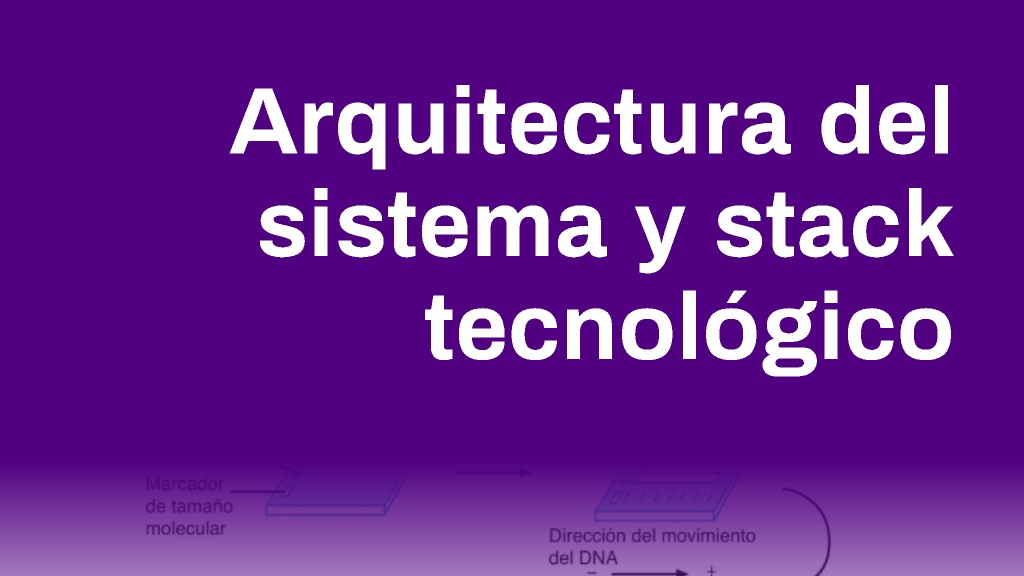 Arquitectura del
sistema y stack
tecnológico
Marcador
de tamaño
molecular
Dirección del movimiento
del DNA
− +